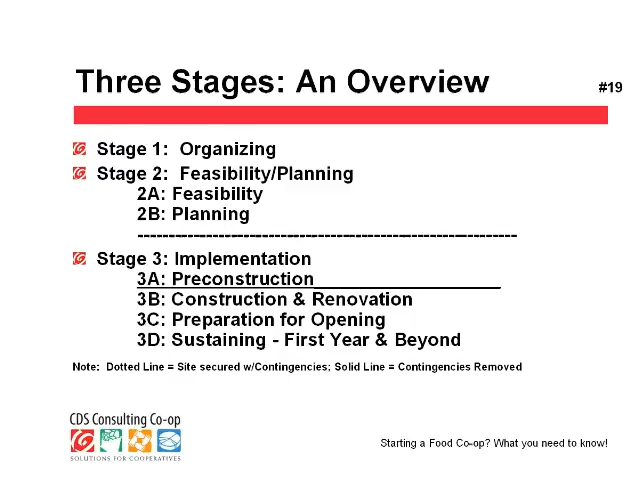 Three Stages: An Overview
#19
Stage 1: Organizing
Stage 2: Feasibility/Planning
2A: Feasibility
2B: Planning
------------------------------------------------------------
Stage 3: Implementation
3A: Preconstruction____________________
3B: Construction & Renovation
3C: Preparation for Opening
3D: Sustaining - First Year & Beyond
Note: Dotted Line = Site secured w/Contingencies; Solid Line = Contingencies Removed
CDS Consulting Co-op
SOLUTIONS FOR COOPERATIVES
Starting a Food Co-op? What you need to know!